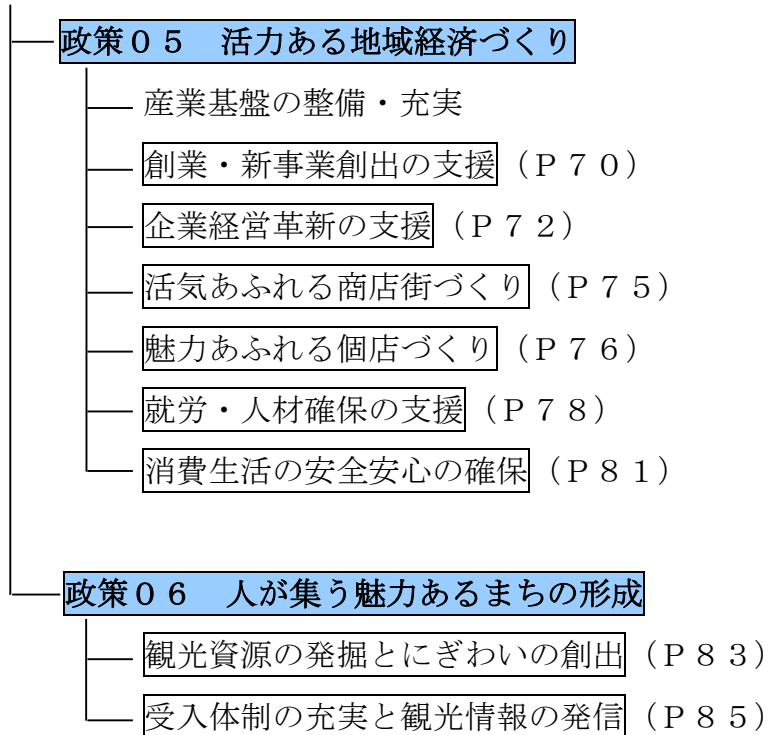 政策０５　活力ある地域経済づくり
産業基盤の整備・充実
創業・新事業創出の支援（Ｐ７０）
企業経営革新の支援（Ｐ７２）
活気あふれる商店街づくり（Ｐ７５）
魅力あふれる個店づくり（Ｐ７６）
就労・人材確保の支援（Ｐ７８）
消費生活の安全安心の確保（Ｐ８１）
政策０６　人が集う魅力あるまちの形成
観光資源の発掘とにぎわいの創出（Ｐ８３）
受入体制の充実と観光情報の発信（Ｐ８５）